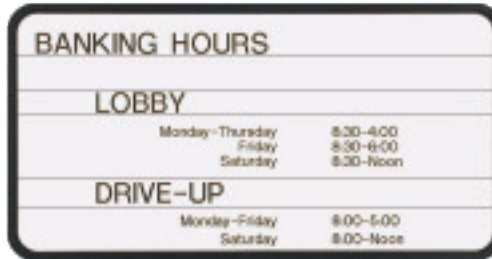 BANKING HOURS
LOBBY
Monday-Thursday 8:30-4:00
Friday 8:30-6:00
Saturday 8:30-Noon
DRIVE-UP
Monday-Friday 8:00-5:00
Saturday 8:00-Noon